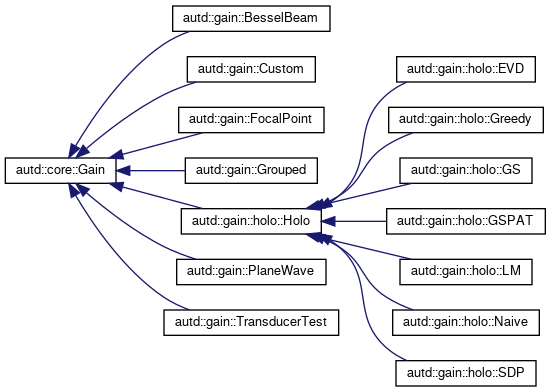 autd::core::Gain
autd::gain::BesselBeam
autd::gain::Custom
autd::gain::FocalPoint
autd::gain::Grouped
autd::gain::holo::Holo
autd::gain::PlaneWave
autd::gain::TransducerTest
autd::gain::holo::EVD
autd::gain::holo::Greedy
autd::gain::holo::GS
autd::gain::holo::GSPAT
autd::gain::holo::LM
autd::gain::holo::Naive
autd::gain::holo::SDP